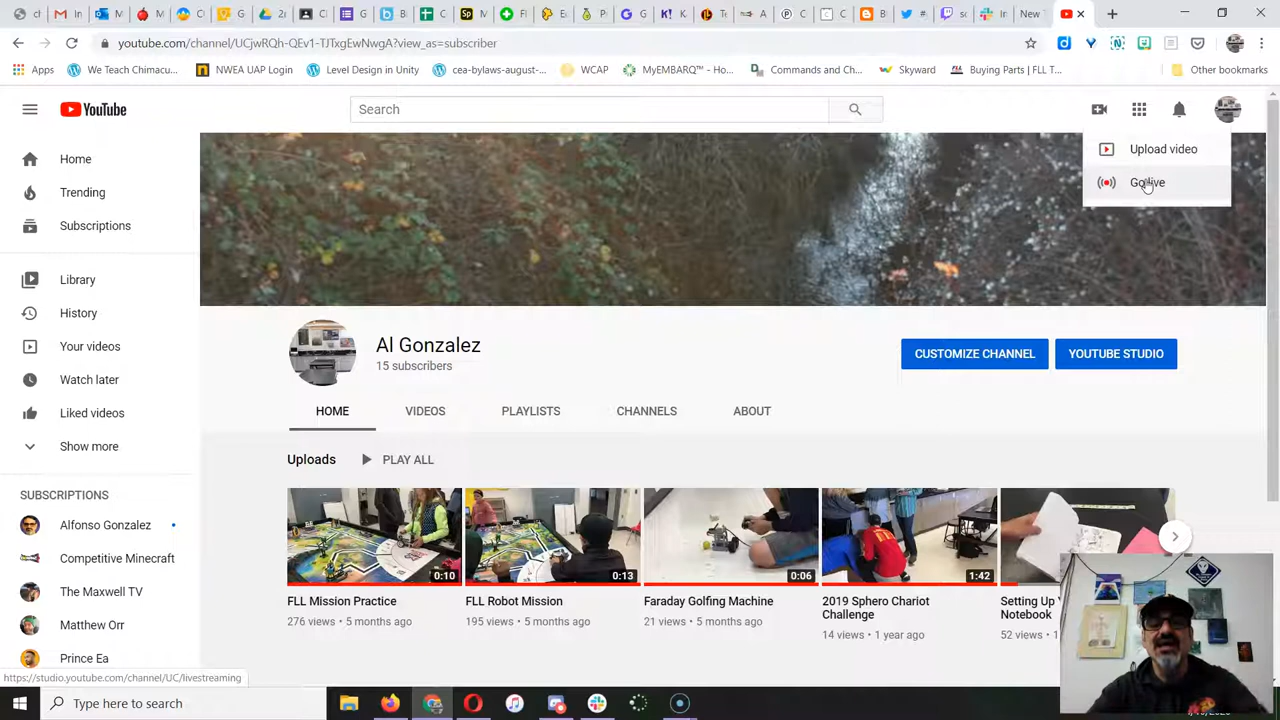 Al
M
C
G
2
G
B
Sp
M
F
E
P
G
K
Te
A
C
B
#
sc
In
New T
youtube.com/channel/UCjwRQh-QEv1-TJTxgEwNwgA?view_as=subscriber
Apps
We Teach Chimacu...
NWEA UAP Login
Level Design in Unity
cea-bylaws-august-...
WCAP
MyEMBARQ™ - Ho...
Commands and Ch...
Skyward
Buying Parts | FLL T...
Other bookmarks
YouTube
Search
Upload video
Go live
Home
Trending
Subscriptions
Library
History
Your videos
Watch later
Liked videos
Show more
SUBSCRIPTIONS
Alfonso Gonzalez
Competitive Minecraft
The Maxwell TV
Matthew Orr
Prince Ea
Al Gonzalez
15 subscribers
CUSTOMIZE CHANNEL
YOUTUBE STUDIO
HOME VIDEOS PLAYLISTS CHANNELS ABOUT
Uploads
PLAY ALL
0:10
0:13
0:06
1:42
FLL Mission Practice
276 views • 5 months ago
FLL Robot Mission
195 views • 5 months ago
Faraday Golfing Machine
21 views • 5 months ago
2019 Sphero Chariot
Challenge
14 views • 1 year ago
Setting Up
Notebook
52 views •
https://studio.youtube.com/channel/UC/livestreaming
Type here to search